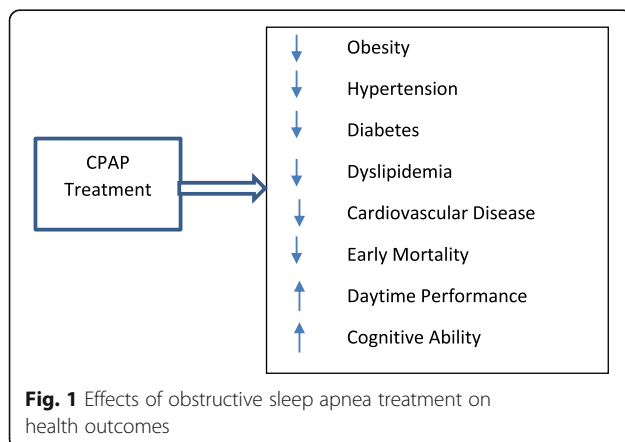 CPAP
Treatment
Obesity
Hypertension
Diabetes
Dyslipidemia
Cardiovascular Disease
Early Mortality
Daytime Performance
Cognitive Ability
Fig. 1 Effects of obstructive sleep apnea treatment on
health outcomes